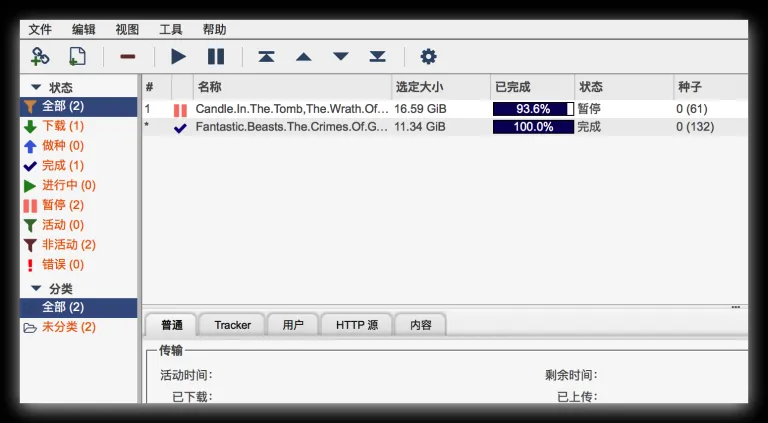 文件 编辑 视图 工具 帮助
状态
全部 (2)
下载 (1)
做种 (0)
完成 (1)
进行中 (0)
暂停 (2)
活动 (0)
非活动 (2)
错误 (0)
分类
全部 (2)
未分类 (2)
# 名称 选定大小 已完成 状态 种子
1 Candle.In.The.Tomb,The.Wrath.Of... 16.59 GiB 93.6% 暂停 0 (61)
* Fantastic.Beasts.The.Crimes.Of.G... 11.34 GiB 100.0% 完成 0 (132)
普通 Tracker 用户 HTTP 源 内容
传输
活动时间: 剩余时间:
已下载: 已上传: